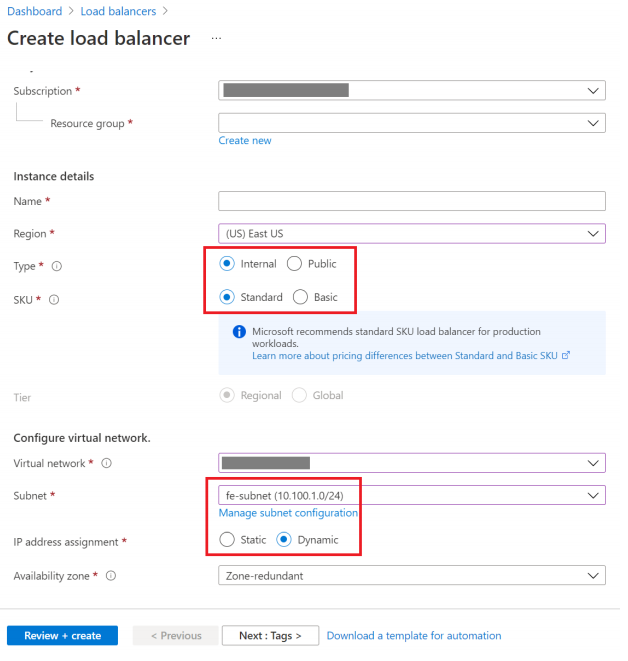 Dashboard > Load balancers >
Create load balancer ...
Subscription *
Resource group *
Create new
Instance details
Name *
Region *
(US) East US
Type *
Internal
Public
SKU *
Standard
Basic
Microsoft recommends standard SKU load balancer for production
workloads.
Learn more about pricing differences between Standard and Basic SKU
Tier
Regional
Global
Configure virtual network.
Virtual network *
Subnet *
fe-subnet (10.100.1.0/24)
Manage subnet configuration
IP address assignment *
Static
Dynamic
Availability zone *
Zone-redundant
Review + create
< Previous
Next : Tags >
Download a template for automation